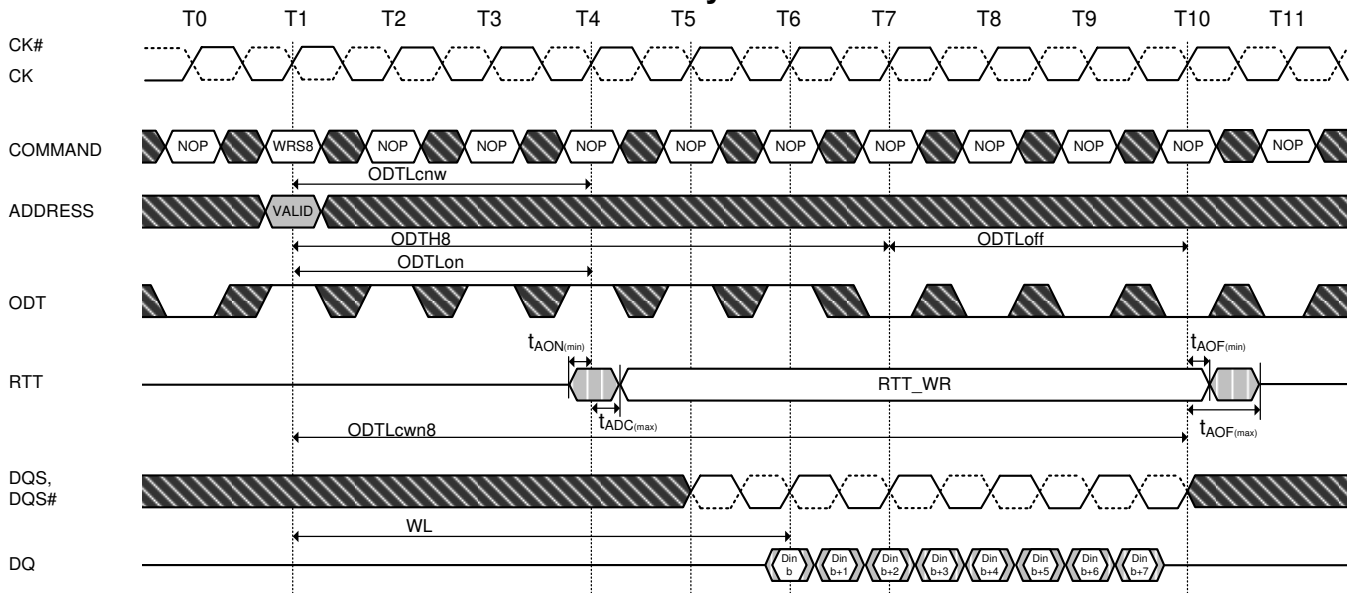 T0 T1 T2 T3 T4 T5 T6 T7 T8 T9 T10 T11
CK#
CK
COMMAND NOP WRS8 NOP NOP NOP NOP NOP NOP NOP NOP NOP NOP
ODTLcnw
ADDRESS VALID
ODTH8 ODTLoff
ODTLon
ODT
tAON(min) tAOF(min)
RTT RTT_WR
tADC(max) tAOF(max)
ODTLcwn8
DQS,
DQS#
WL
DQ Din b Din b+1 Din b+2 Din b+3 Din b+4 Din b+5 Din b+6 Din b+7